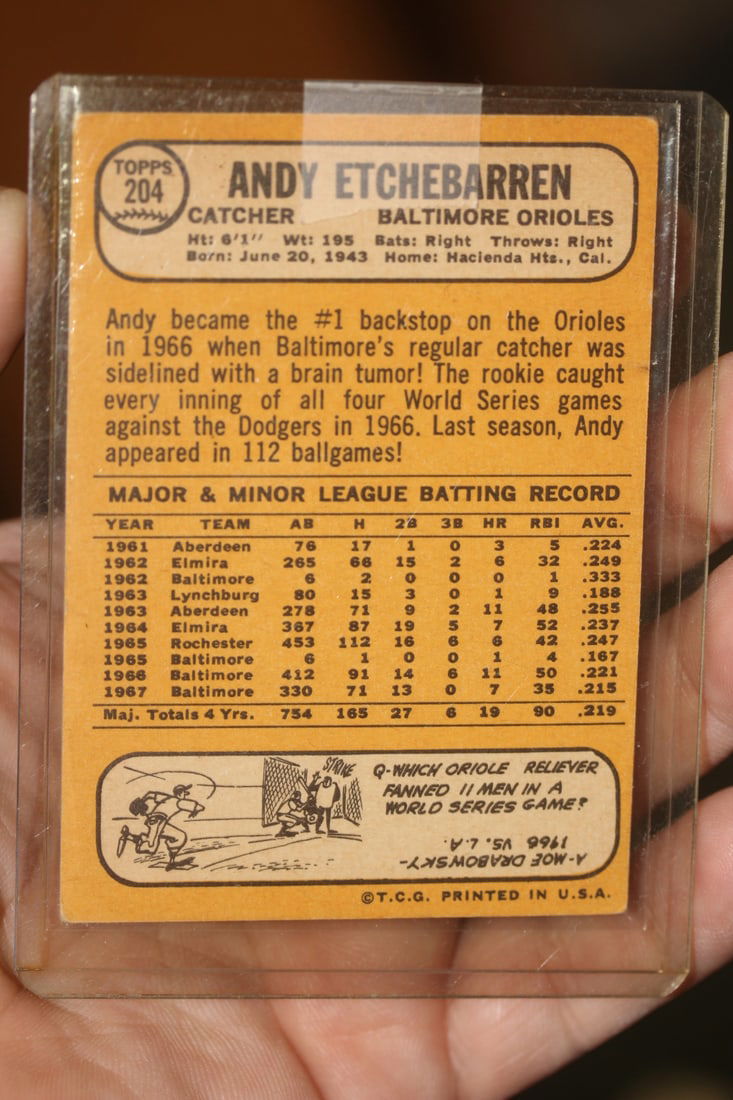 TOPPS
204
ANDY ETCHEBARREN
CATCHER BALTIMORE ORIOLES
Ht: 6'1" Wt: 195 Bats: Right Throws: Right
Born: June 20, 1943 Home: Hacienda Hts., Cal.
Andy became the #1 backstop on the Orioles
in 1966 when Baltimore's regular catcher was
sidelined with a brain tumor! The rookie caught
every inning of all four World Series games
against the Dodgers in 1966. Last season, Andy
appeared in 112 ballgames!
MAJOR & MINOR LEAGUE BATTING RECORD
YEAR TEAM AB H 2B 3B HR RBI AVG.
1961 Aberdeen 76 17 1 0 3 5 .224
1962 Elmira 265 66 15 2 6 32 .249
1962 Baltimore 6 2 0 0 0 1 .333
1963 Lynchburg 80 15 3 0 1 9 .188
1963 Aberdeen 278 71 9 2 11 48 .255
1964 Elmira 367 87 19 5 7 52 .237
1965 Rochester 453 112 16 6 6 42 .247
1965 Baltimore 6 1 0 0 1 4 .167
1966 Baltimore 412 91 14 6 11 50 .221
1967 Baltimore 330 71 13 0 7 35 .215
Maj. Totals 4 Yrs. 754 165 27 6 19 90 .219
STRIKE
Q-WHICH ORIOLE RELIEVER
FANNED 11 MEN IN A
WORLD SERIES GAME?
A-MOE DRABOWSKY-
1966 VS. L.A.
©T.C.G. PRINTED IN U.S.A.